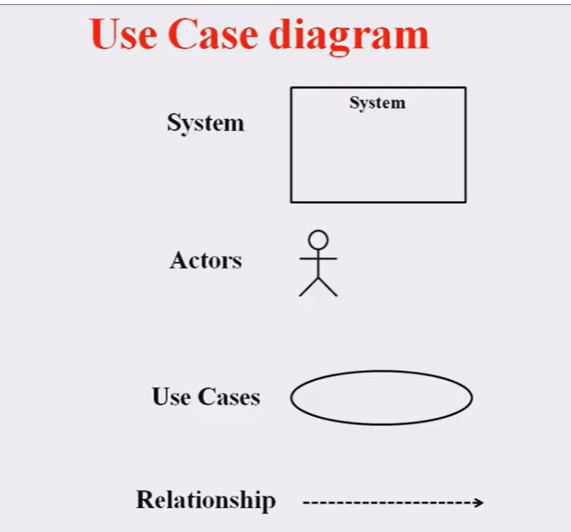 Use Case diagram
System
System
Actors
Use Cases
Relationship